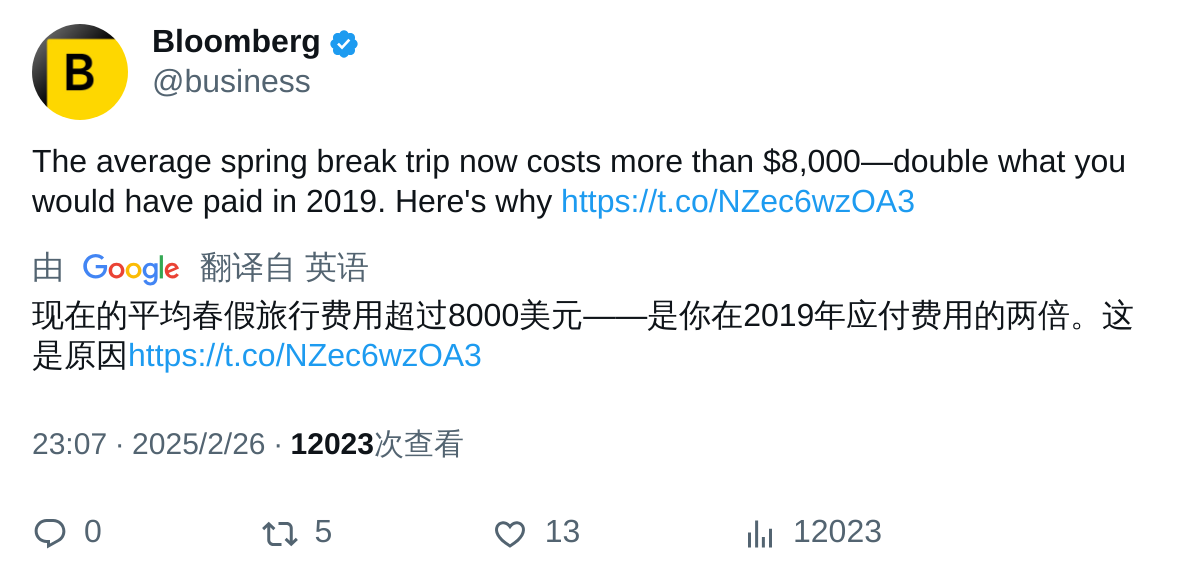 B
Bloomberg
@business
The average spring break trip now costs more than $8,000—double what you
would have paid in 2019. Here's why https://t.co/NZec6wzOA3
由 Google 翻译自 英语
现在的平均春假旅行费用超过8000美元——是你在2019年应付费用的两倍。这
是原因https://t.co/NZec6wzOA3
23:07 · 2025/2/26 · 12023次查看
0 5 13 12023